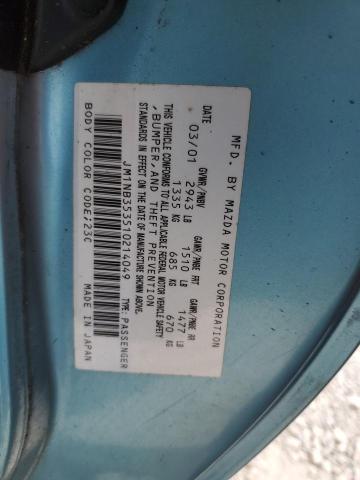 MFD. BY MAZDA MOTOR CORPORATION
DATE GVWR/PNBV GAWR/PNBE FRT GAWR/PNBE RR
03/01 2943 LB 1510 LB 1477 LB
1335 KG 685 KG 670 KG
THIS VEHICLE CONFORMS TO ALL APPLICABLE FEDERAL MOTOR VEHICLE SAFETY
, BUMPER, AND THEFT PREVENTION
STANDARDS IN EFFECT ON THE DATE OF MANUFACTURE SHOWN ABOVE.
JM1NB353510214049 TYPE: PASSENGER
BODY COLOR CODE/23C MADE IN JAPAN